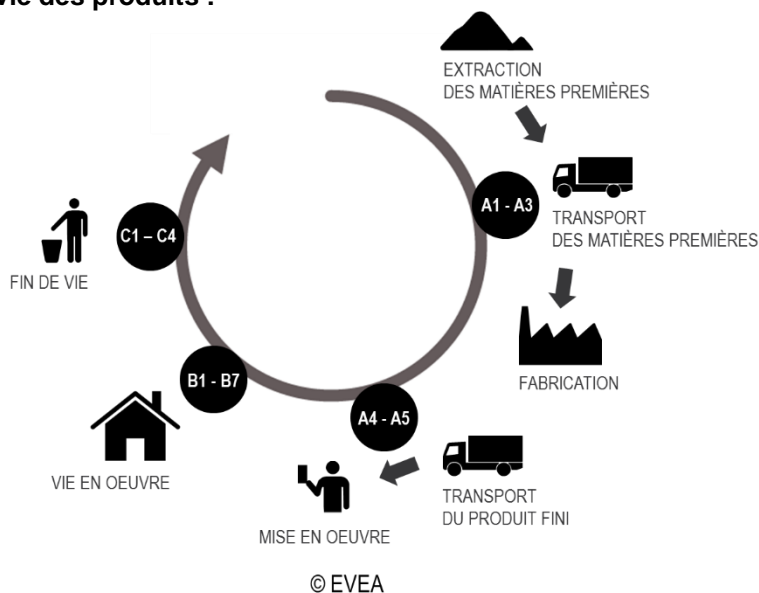 vie des produits :
EXTRACTION
DES MATIÈRES PREMIÈRES
A1 - A3
TRANSPORT
DES MATIÈRES PREMIÈRES
FABRICATION
A4 - A5
TRANSPORT
DU PRODUIT FINI
MISE EN OEUVRE
B1 - B7
VIE EN OEUVRE
C1 – C4
FIN DE VIE
© EVEA